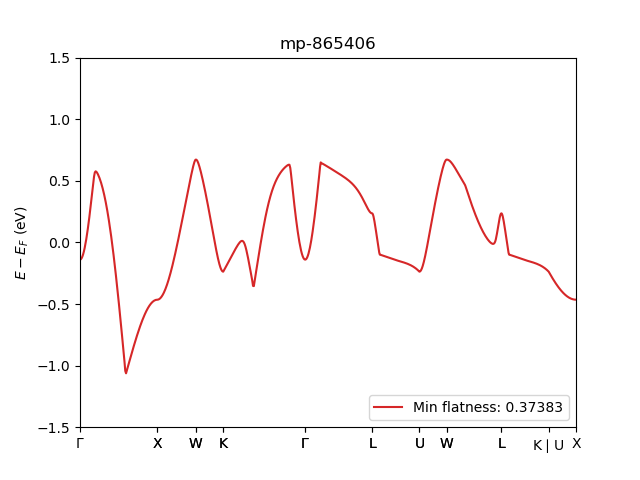 mp-865406
1.5
1.0
0.5
0.0
−0.5
−1.0
−1.5
E − E_F (eV)
Min flatness: 0.37383
Γ X W K Γ L U W L K | U X